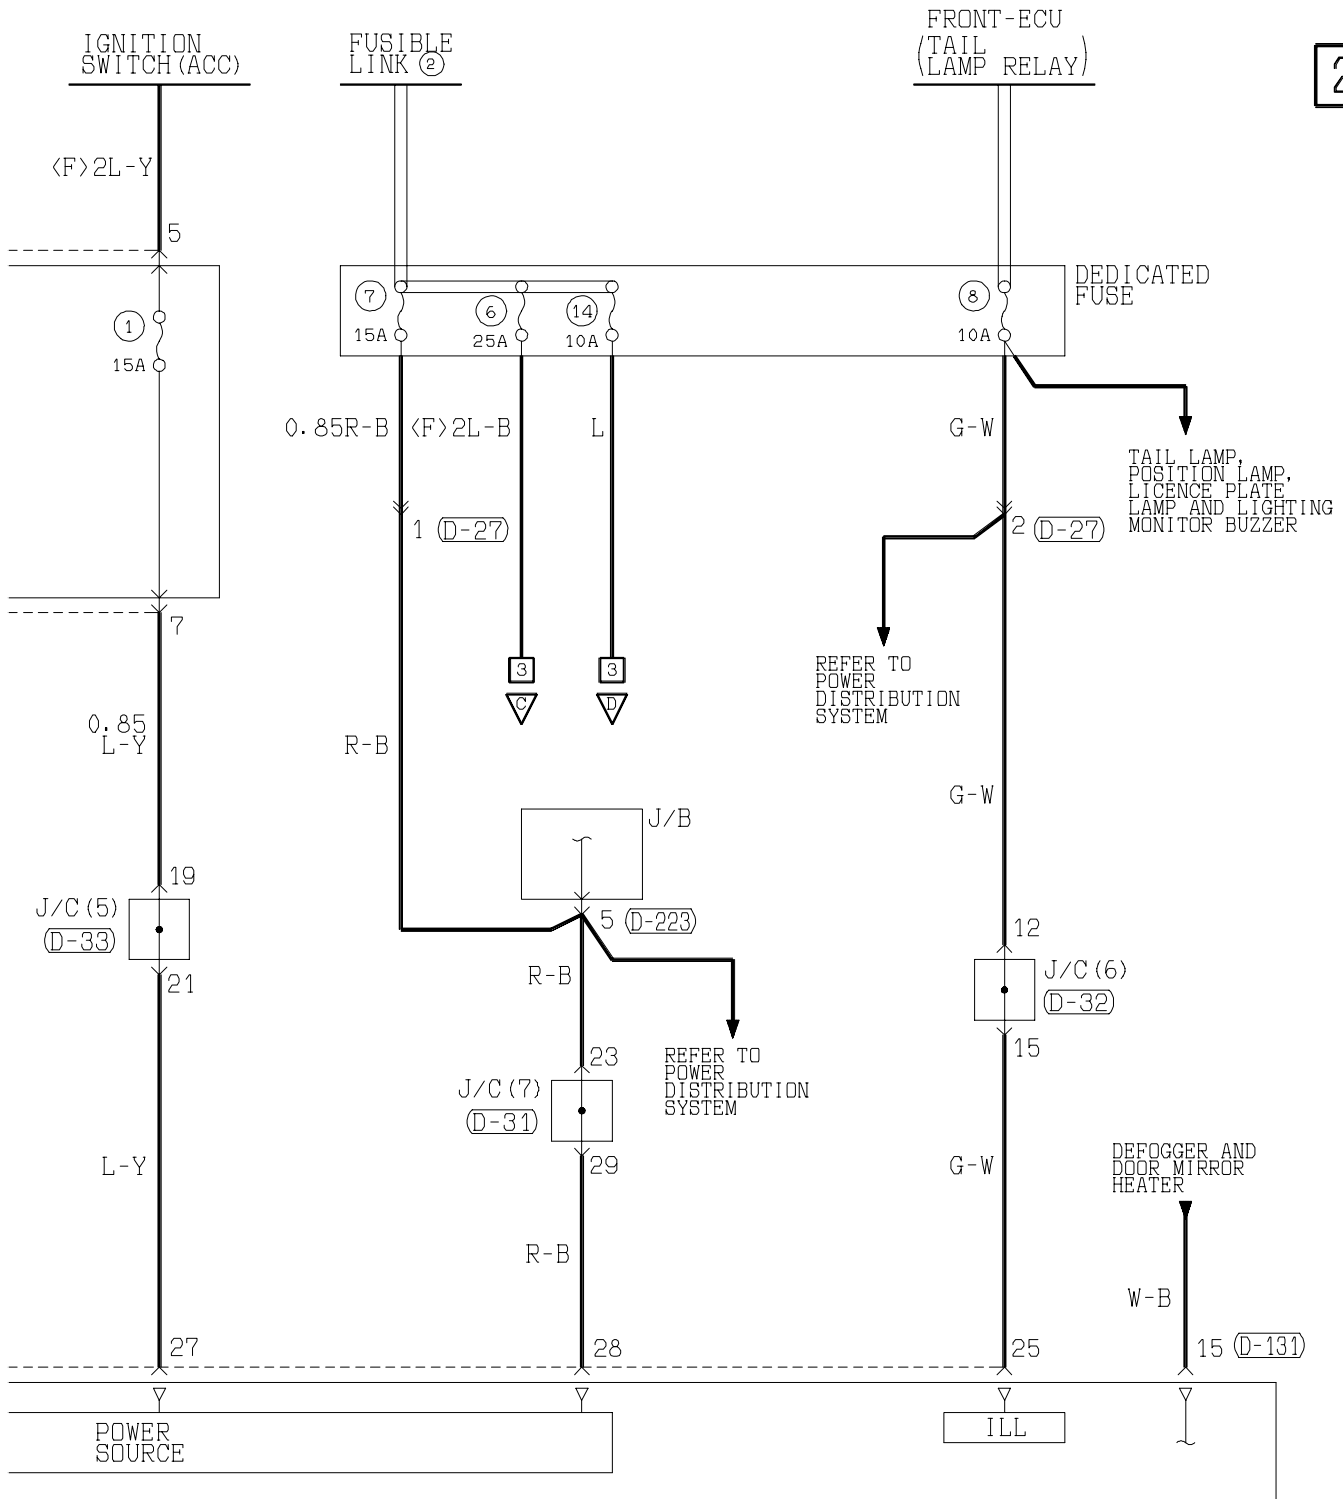 IGNITION
SWITCH(ACC)
FUSIBLE
LINK ②
FRONT-ECU
(TAIL
LAMP RELAY)
2
<F>2L-Y
5
DEDICATED
FUSE
7
15A
6
25A
14
10A
8
10A
1
15A
0.85R-B
<F>2L-B
L
G-W
TAIL LAMP,
POSITION LAMP,
LICENCE PLATE
LAMP AND LIGHTING
MONITOR BUZZER
1 (D-27)
2 (D-27)
7
3
C
3
D
REFER TO
POWER
DISTRIBUTION
SYSTEM
0.85
L-Y
R-B
G-W
J/B
19
J/C(5)
(D-33)
21
5 (D-223)
12
J/C(6)
(D-32)
15
R-B
REFER TO
POWER
DISTRIBUTION
SYSTEM
23
J/C(7)
(D-31)
29
L-Y
G-W
DEFOGGER AND
DOOR MIRROR
HEATER
R-B
W-B
27
28
25
15 (D-131)
POWER
SOURCE
ILL